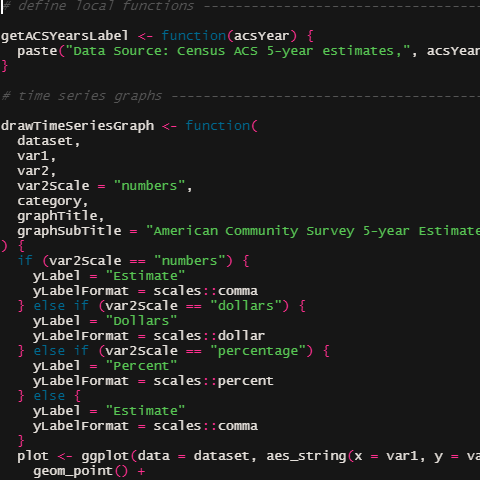 # define local functions -----------------------------------
getACSYearsLabel <- function(acsYear) {
  paste("Data Source: Census ACS 5-year estimates,", acsYear
}
# time series graphs ---------------------------------------
drawTimeSeriesGraph <- function(
  dataset,
  var1,
  var2,
  var2Scale = "numbers",
  category,
  graphTitle,
  graphSubTitle = "American Community Survey 5-year Estimate
) {
  if (var2Scale == "numbers") {
    yLabel = "Estimate"
    yLabelFormat = scales::comma
  } else if (var2Scale == "dollars") {
    yLabel = "Dollars"
    yLabelFormat = scales::dollar
  } else if (var2Scale == "percentage") {
    yLabel = "Percent"
    yLabelFormat = scales::percent
  } else {
    yLabel = "Estimate"
    yLabelFormat = scales::comma
  }
  plot <- ggplot(data = dataset, aes_string(x = var1, y = va
    geom_point() +